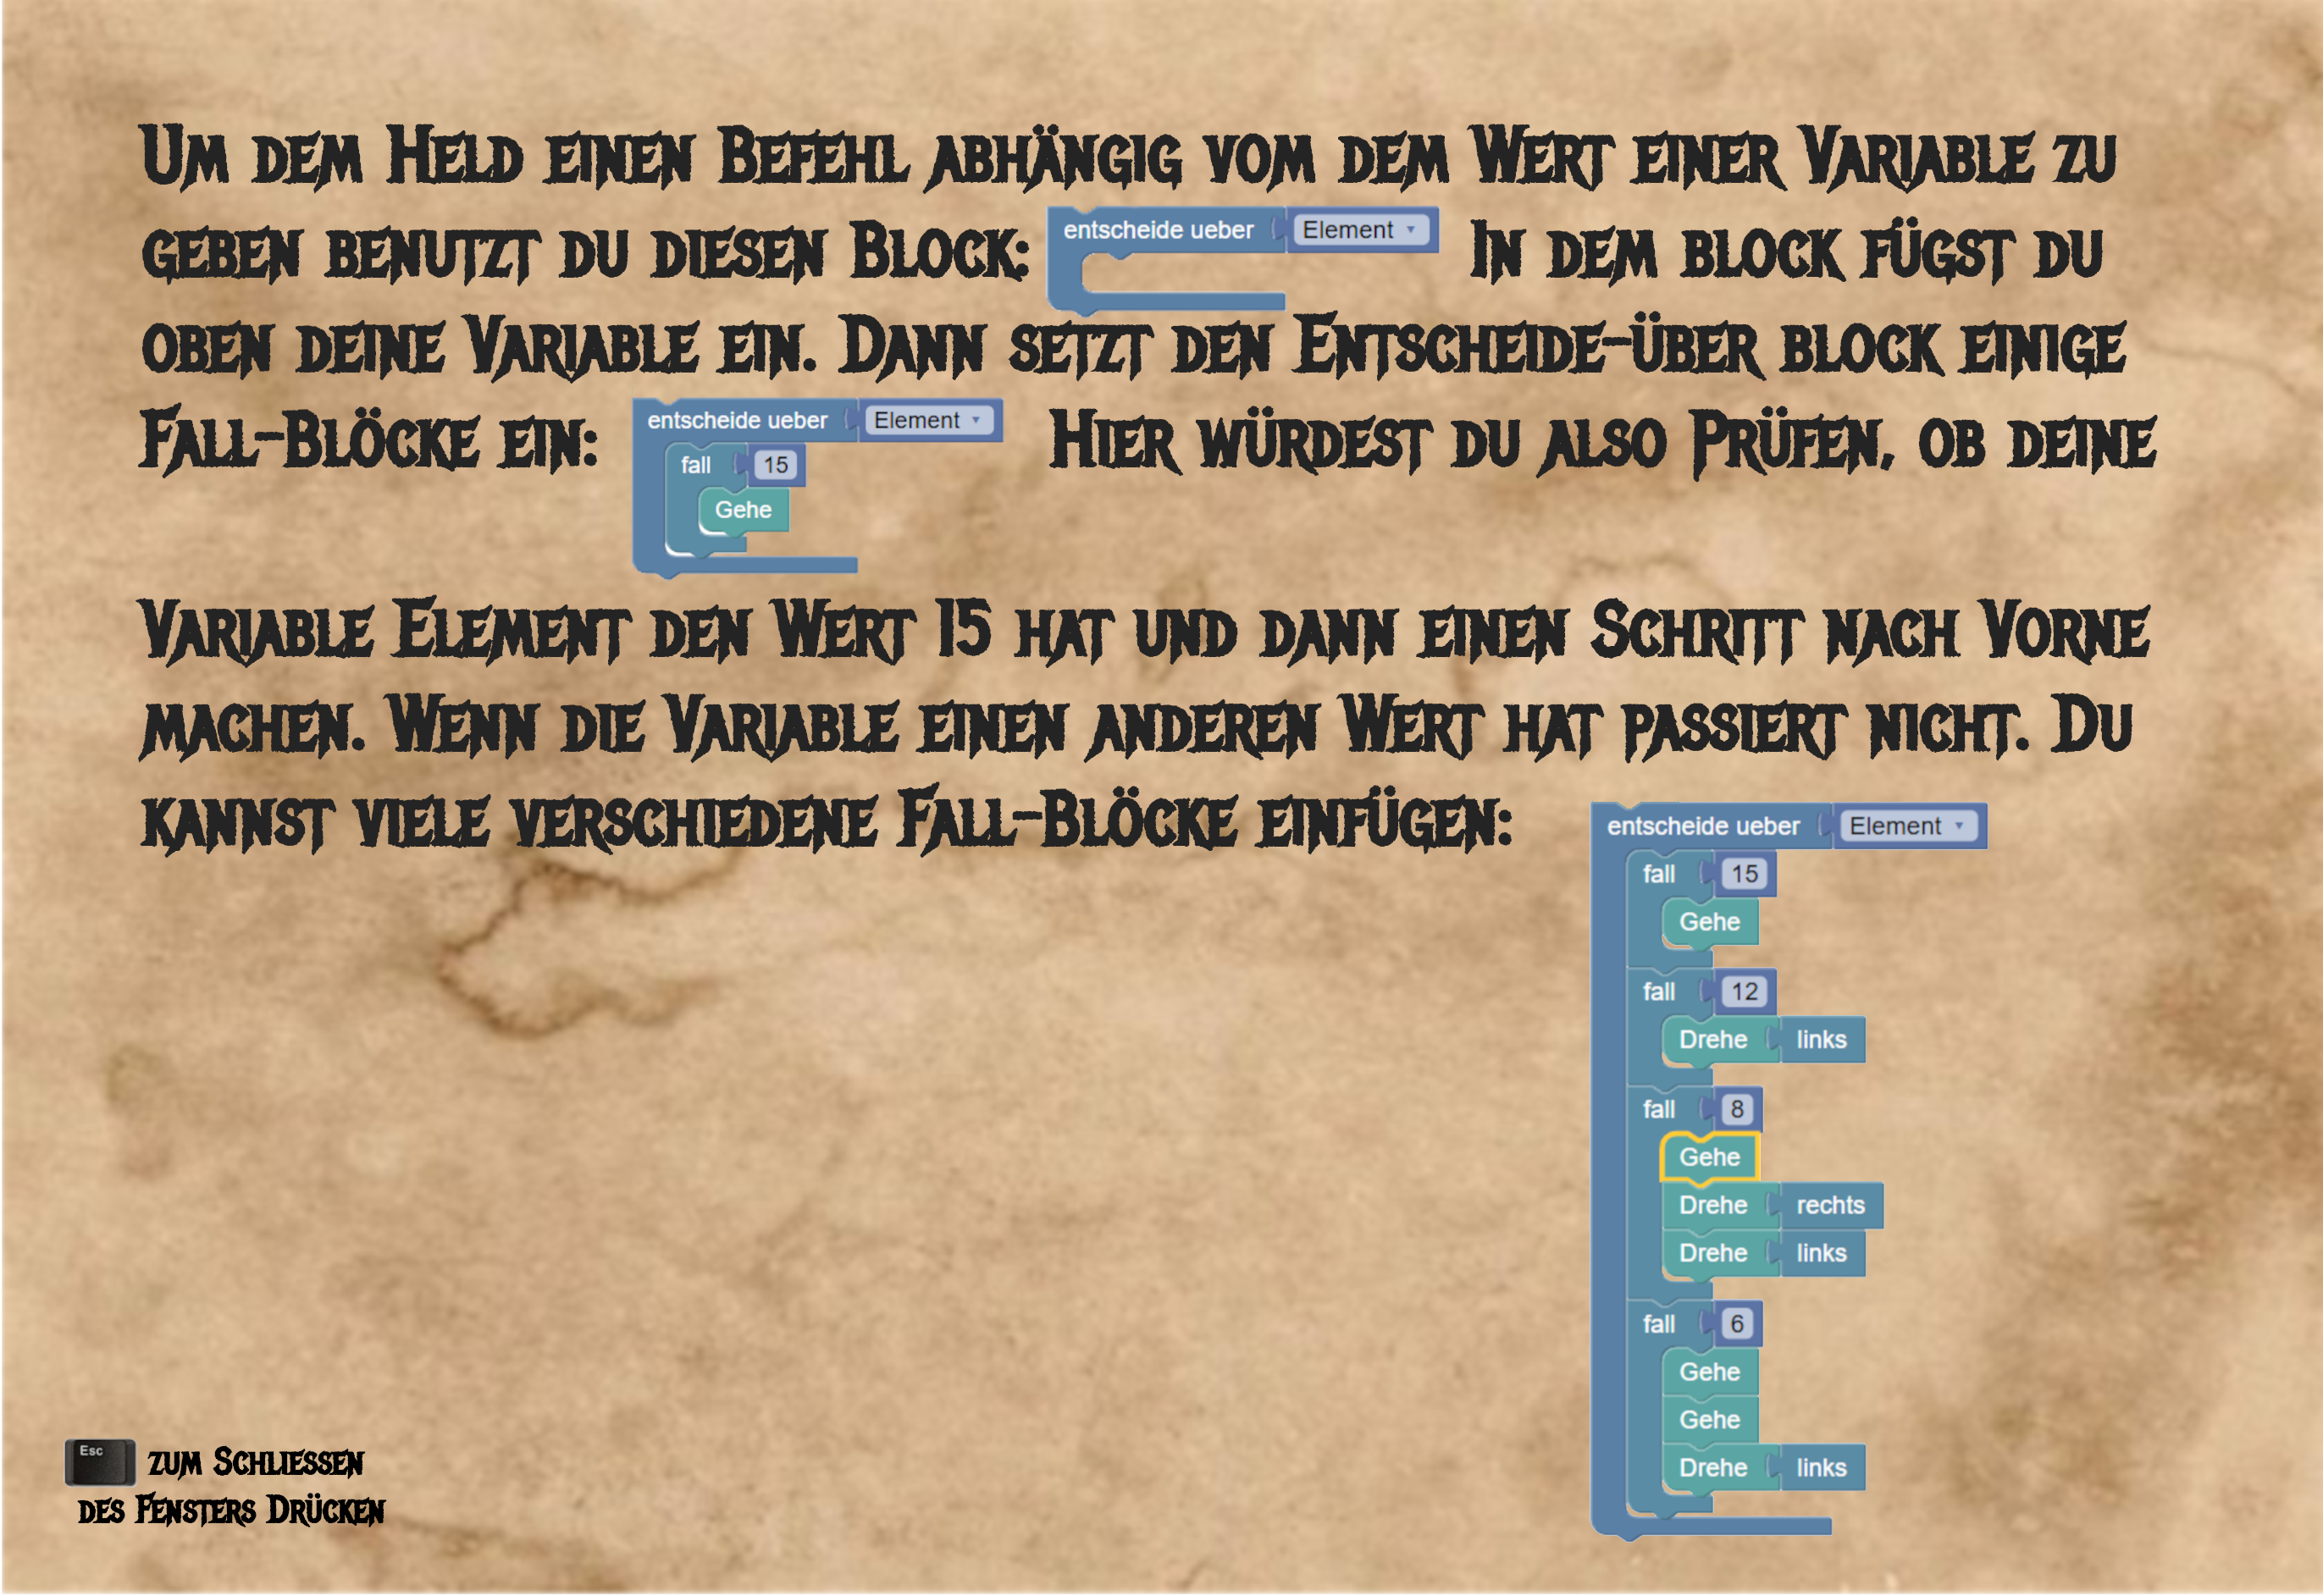 Um dem Held einen Befehl abhängig vom dem Wert einer Variable zu
geben benutzt du diesen Block: entscheide ueber Element In dem block fügst du
oben deine Variable ein. Dann setzt den Entscheide-über block einige
Fall-Blöcke ein: entscheide ueber Element Hier würdest du also Prüfen, ob deine
fall 15
Gehe
Variable Element den Wert 15 hat und dann einen Schritt nach Vorne
machen. Wenn die Variable einen anderen Wert hat passiert nicht. Du
kannst viele verschiedene Fall-Blöcke einfügen: entscheide ueber Element
fall 15
Gehe
fall 12
Drehe links
fall 8
Gehe
Drehe rechts
Drehe links
fall 6
Gehe
Gehe
Drehe links
Esc zum Schliessen
des Fensters Drücken